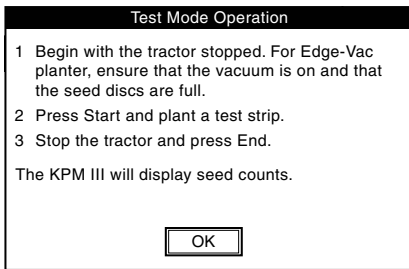 Test Mode Operation
1 Begin with the tractor stopped. For Edge-Vac
planter, ensure that the vacuum is on and that
the seed discs are full.
2 Press Start and plant a test strip.
3 Stop the tractor and press End.
The KPM III will display seed counts.
OK